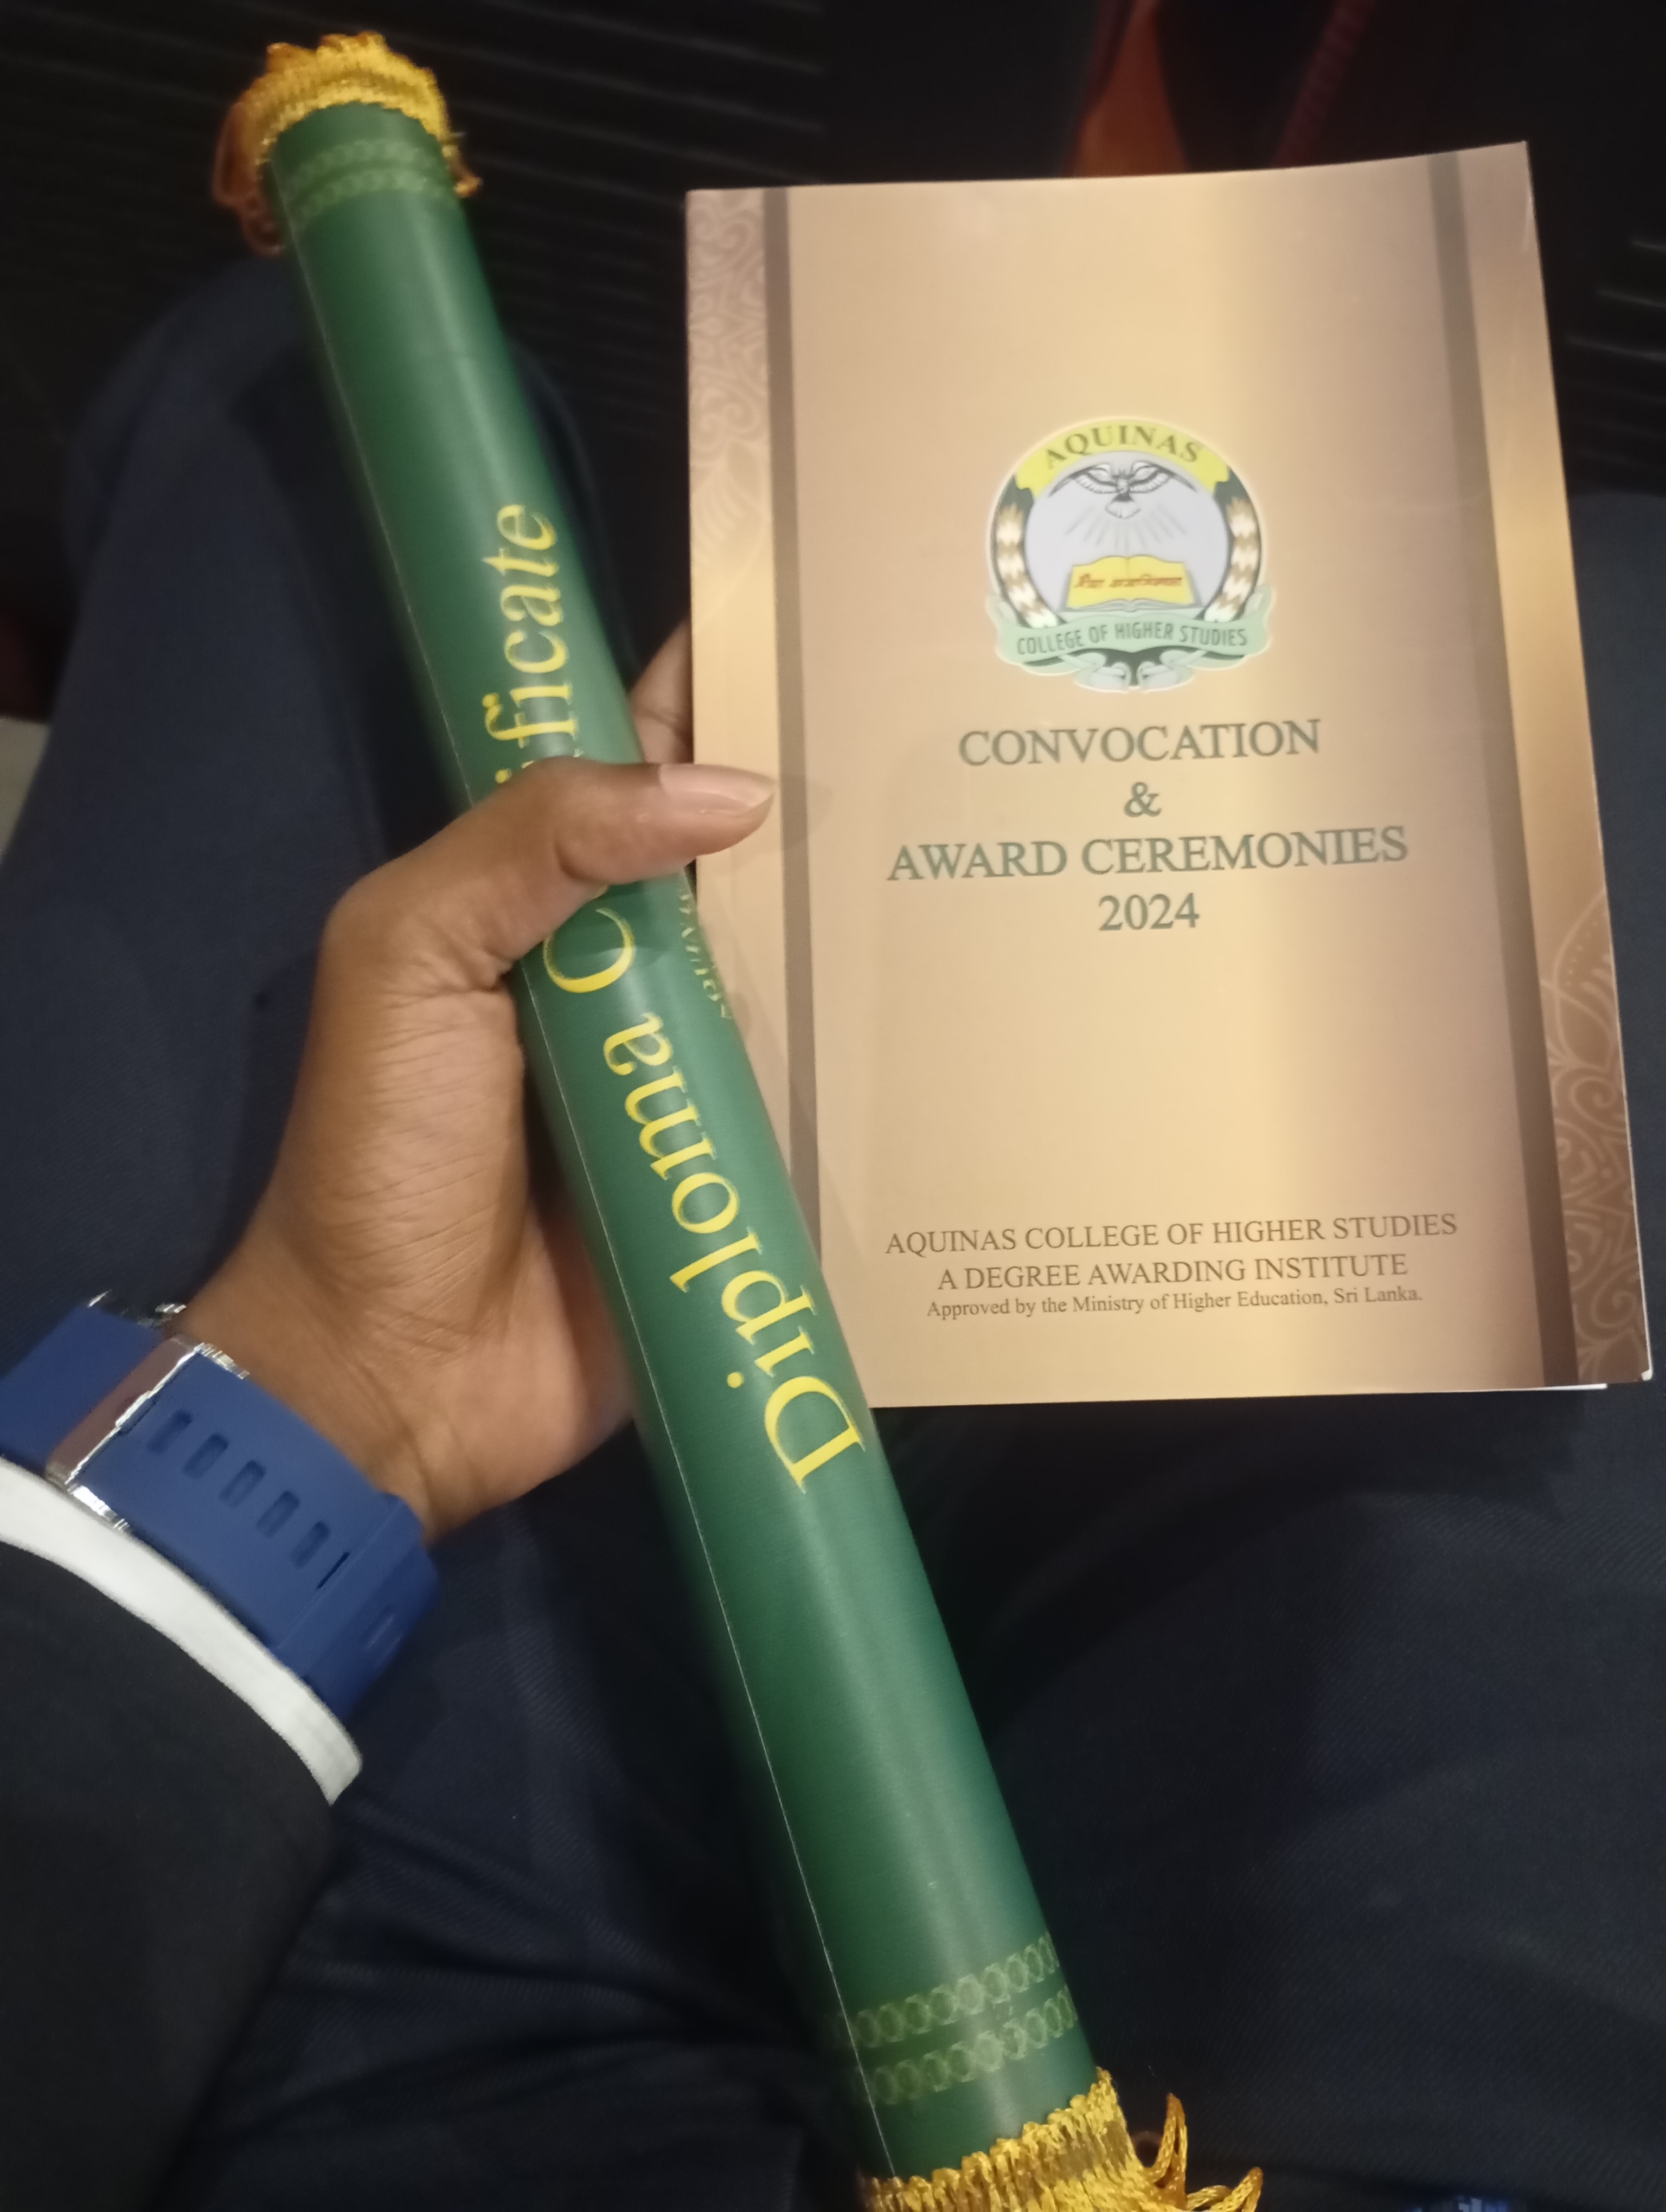 Diploma
AQUINAS
COLLEGE OF HIGHER STUDIES
CONVOCATION
&
AWARD CEREMONIES
2024
AQUINAS COLLEGE OF HIGHER STUDIES
A DEGREE AWARDING INSTITUTE
Approved by the Ministry of Higher Education, Sri Lanka.